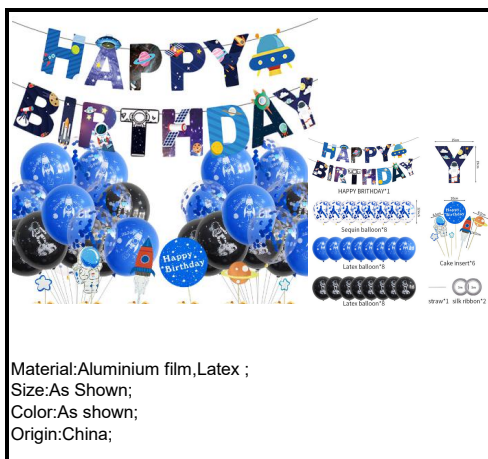 HAPPY
BIRTHDAY
Happy
Birthday
HAPPY
BIRTHDAY
HAPPY BRITHDAY*1
Y
Sequin balloon*8
Happy
Birthday
Cake insert*6
Latex balloon*8
Latex balloon*8
straw*1 silk ribbon*2
Material:Aluminium film,Latex ;
Size:As Shown;
Color:As shown;
Origin:China;